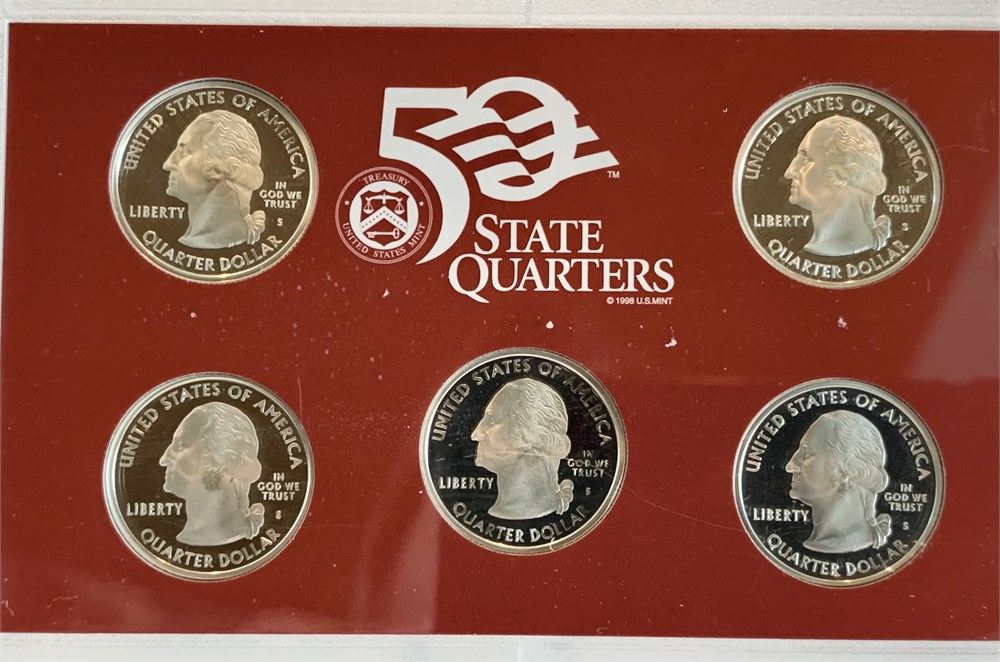 UNITED STATES OF AMERICA
LIBERTY
IN
GOD WE
TRUST
S
QUARTER DOLLAR
50
TM
STATE
QUARTERS
© 1998 U.S. MINT
TREASURY
UNITED STATES MINT
UNITED STATES OF AMERICA
LIBERTY
IN
GOD WE
TRUST
S
QUARTER DOLLAR
UNITED STATES OF AMERICA
LIBERTY
IN
GOD WE
TRUST
S
QUARTER DOLLAR
UNITED STATES OF AMERICA
LIBERTY
IN
GOD WE
TRUST
S
QUARTER DOLLAR
UNITED STATES OF AMERICA
LIBERTY
IN
GOD WE
TRUST
S
QUARTER DOLLAR